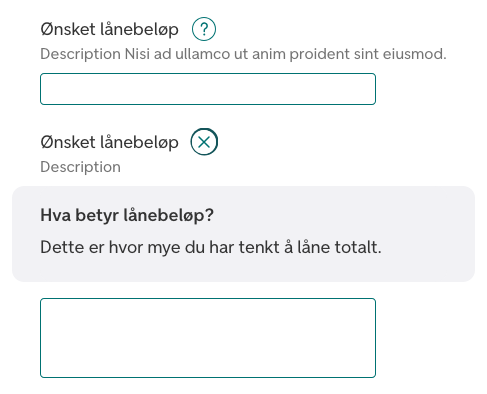 Ønsket lånebeløp ?
Description Nisi ad ullamco ut anim proident sint eiusmod.
Ønsket lånebeløp
Description
Hva betyr lånebeløp?
Dette er hvor mye du har tenkt å låne totalt.